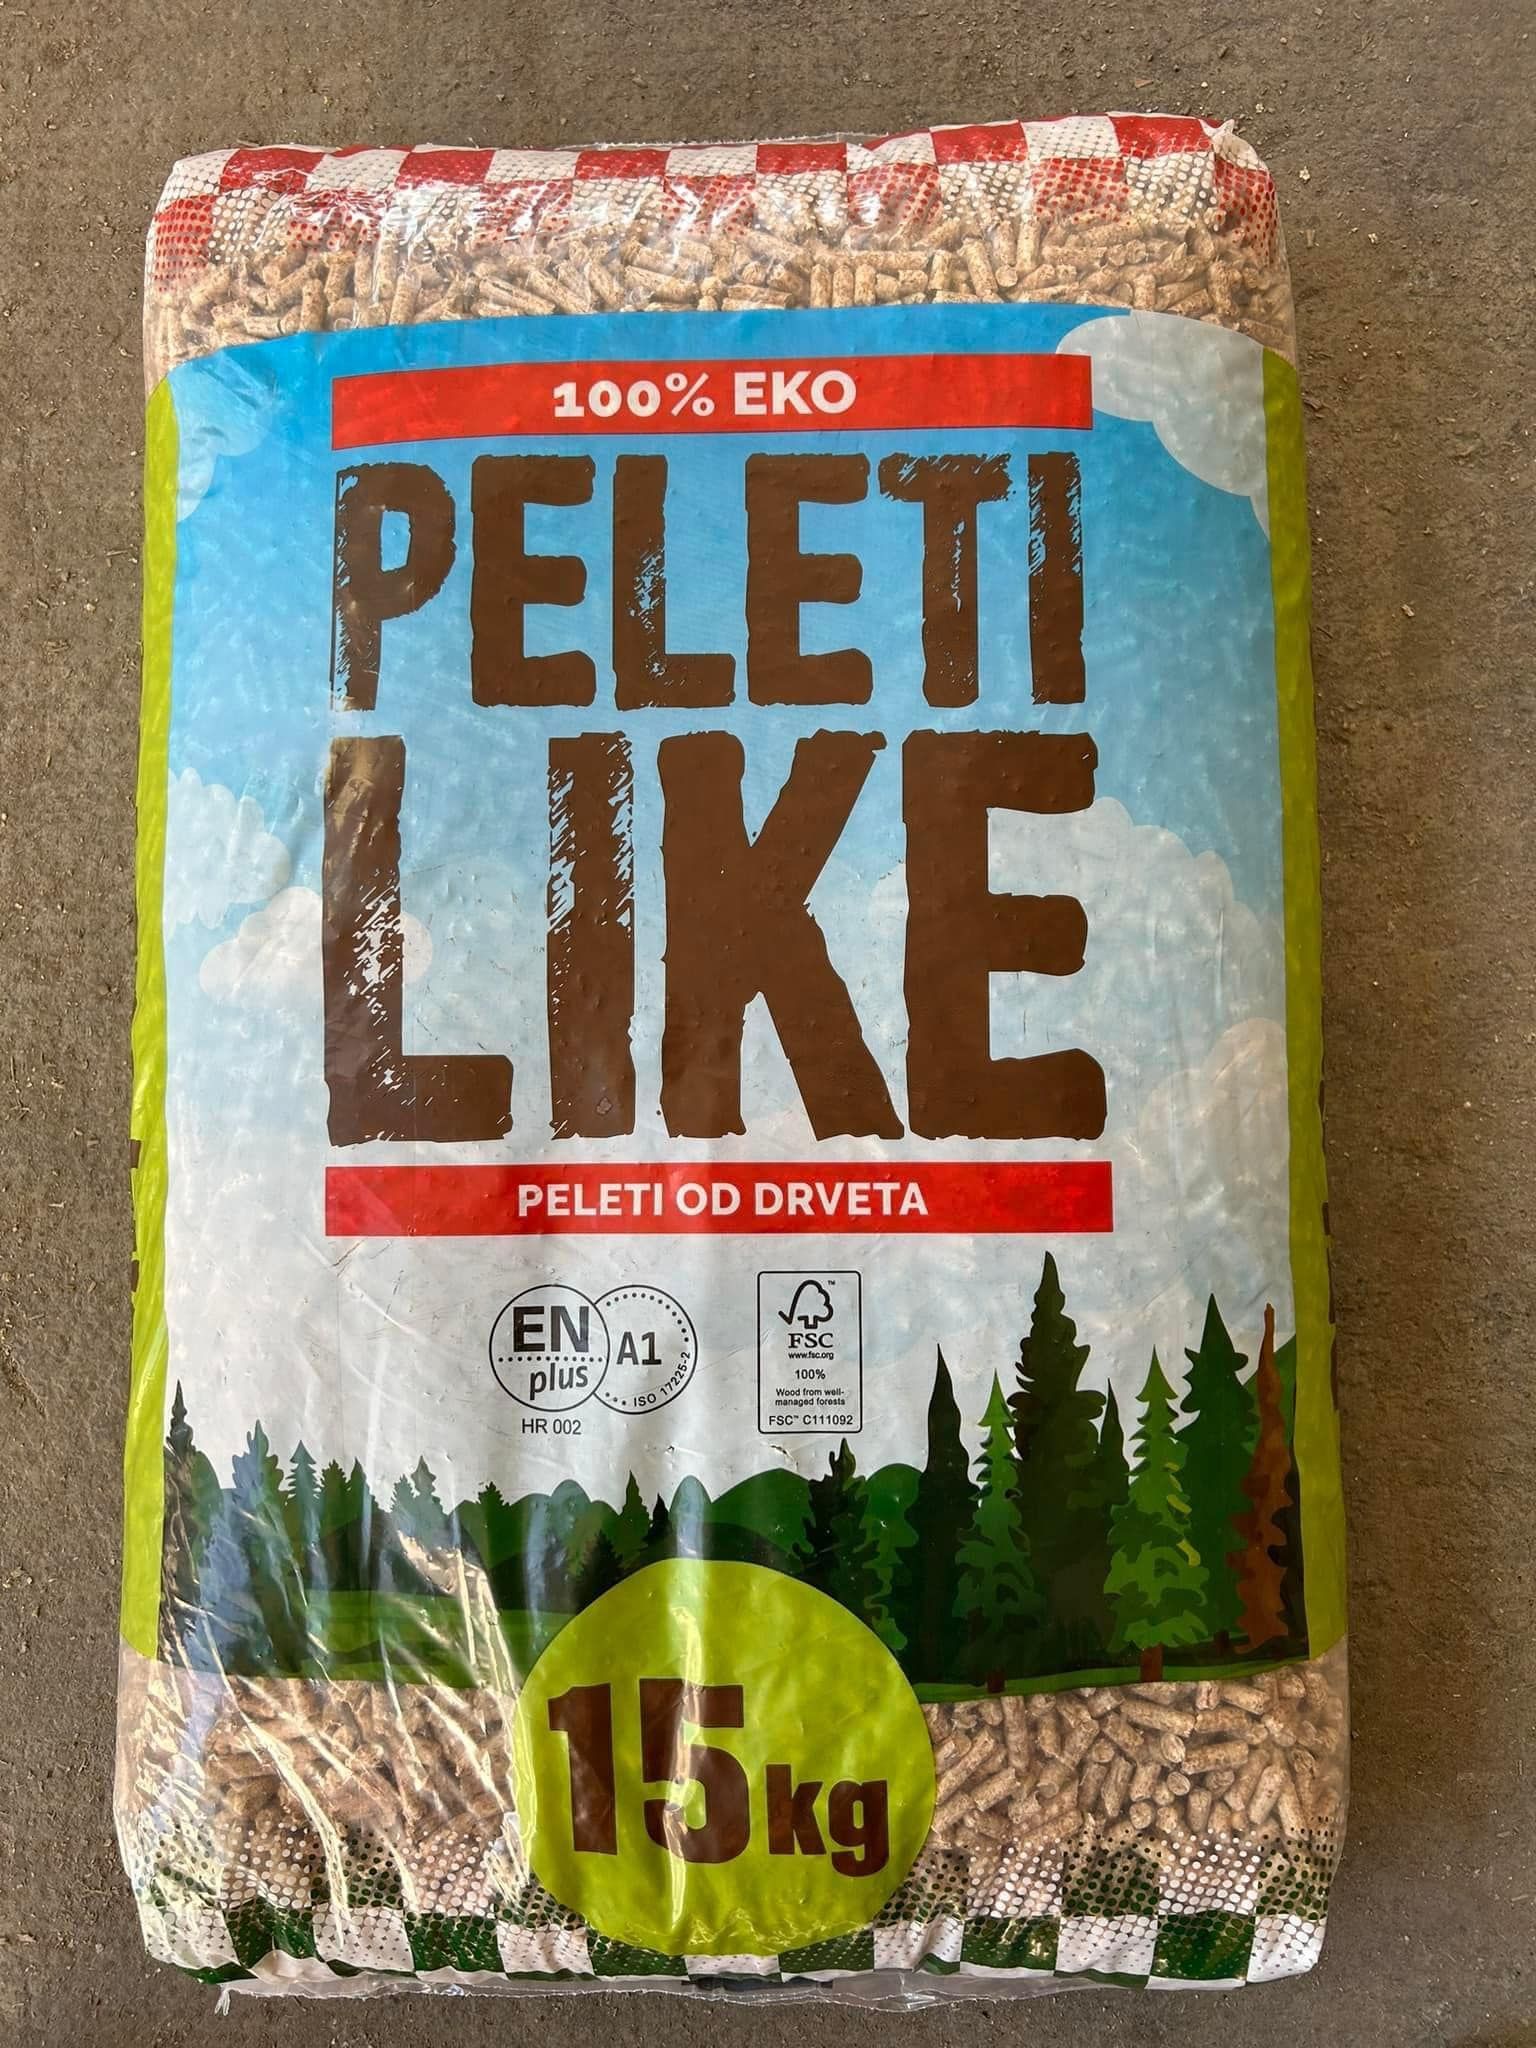 100% EKO
PELETI
LIKE
PELETI OD DRVETA
EN
plus
A1
ISO 17225-2
HR 002
FSC™
www.fsc.org
100%
Wood from well-
managed forests
FSC™ C111092
15kg